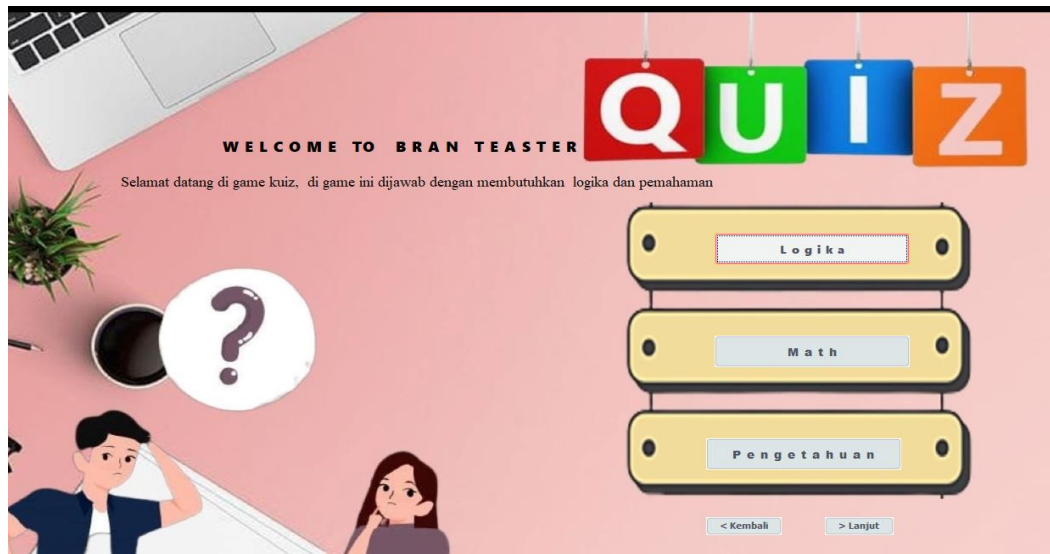 QUIZ
WELCOME TO BRAN TEASTER
Selamat datang di game kuiz, di game ini dijawab dengan membutuhkan logika dan pemahaman
Logika
Math
?
Pengetahuan
< Kembali
> Lanjut